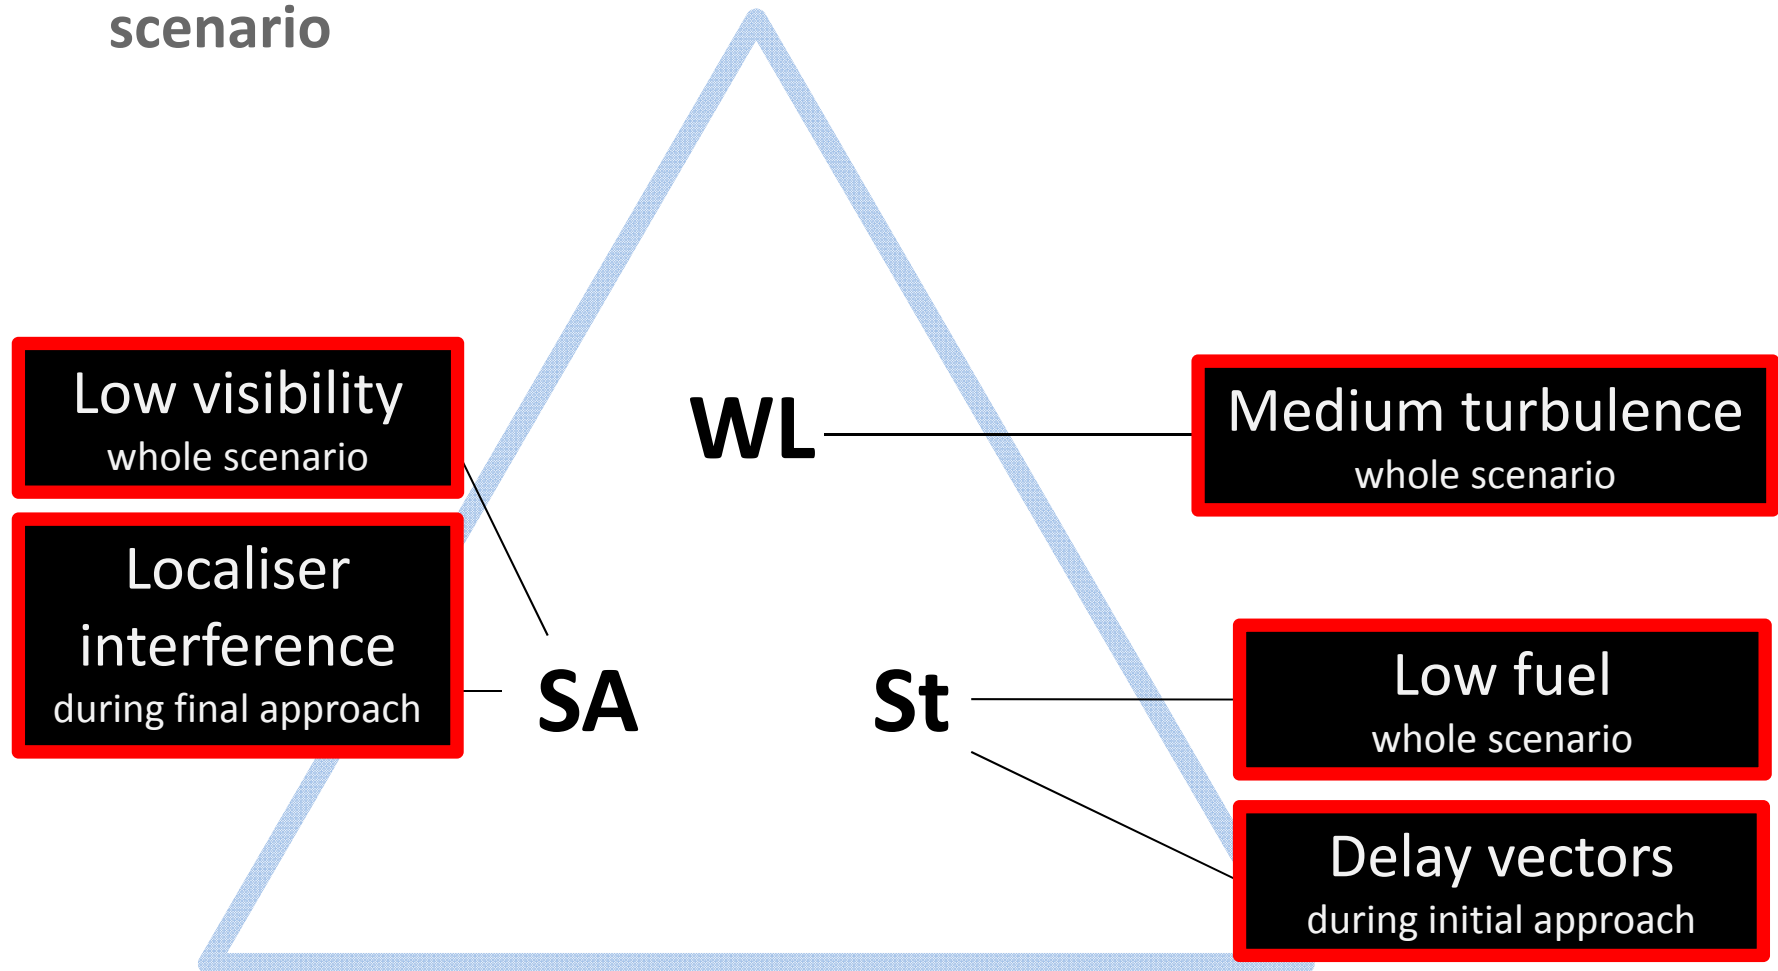 scenario
Low visibility
whole scenario
Localiser
interference
during final approach
WL
SA
St
Medium turbulence
whole scenario
Low fuel
whole scenario
Delay vectors
during initial approach